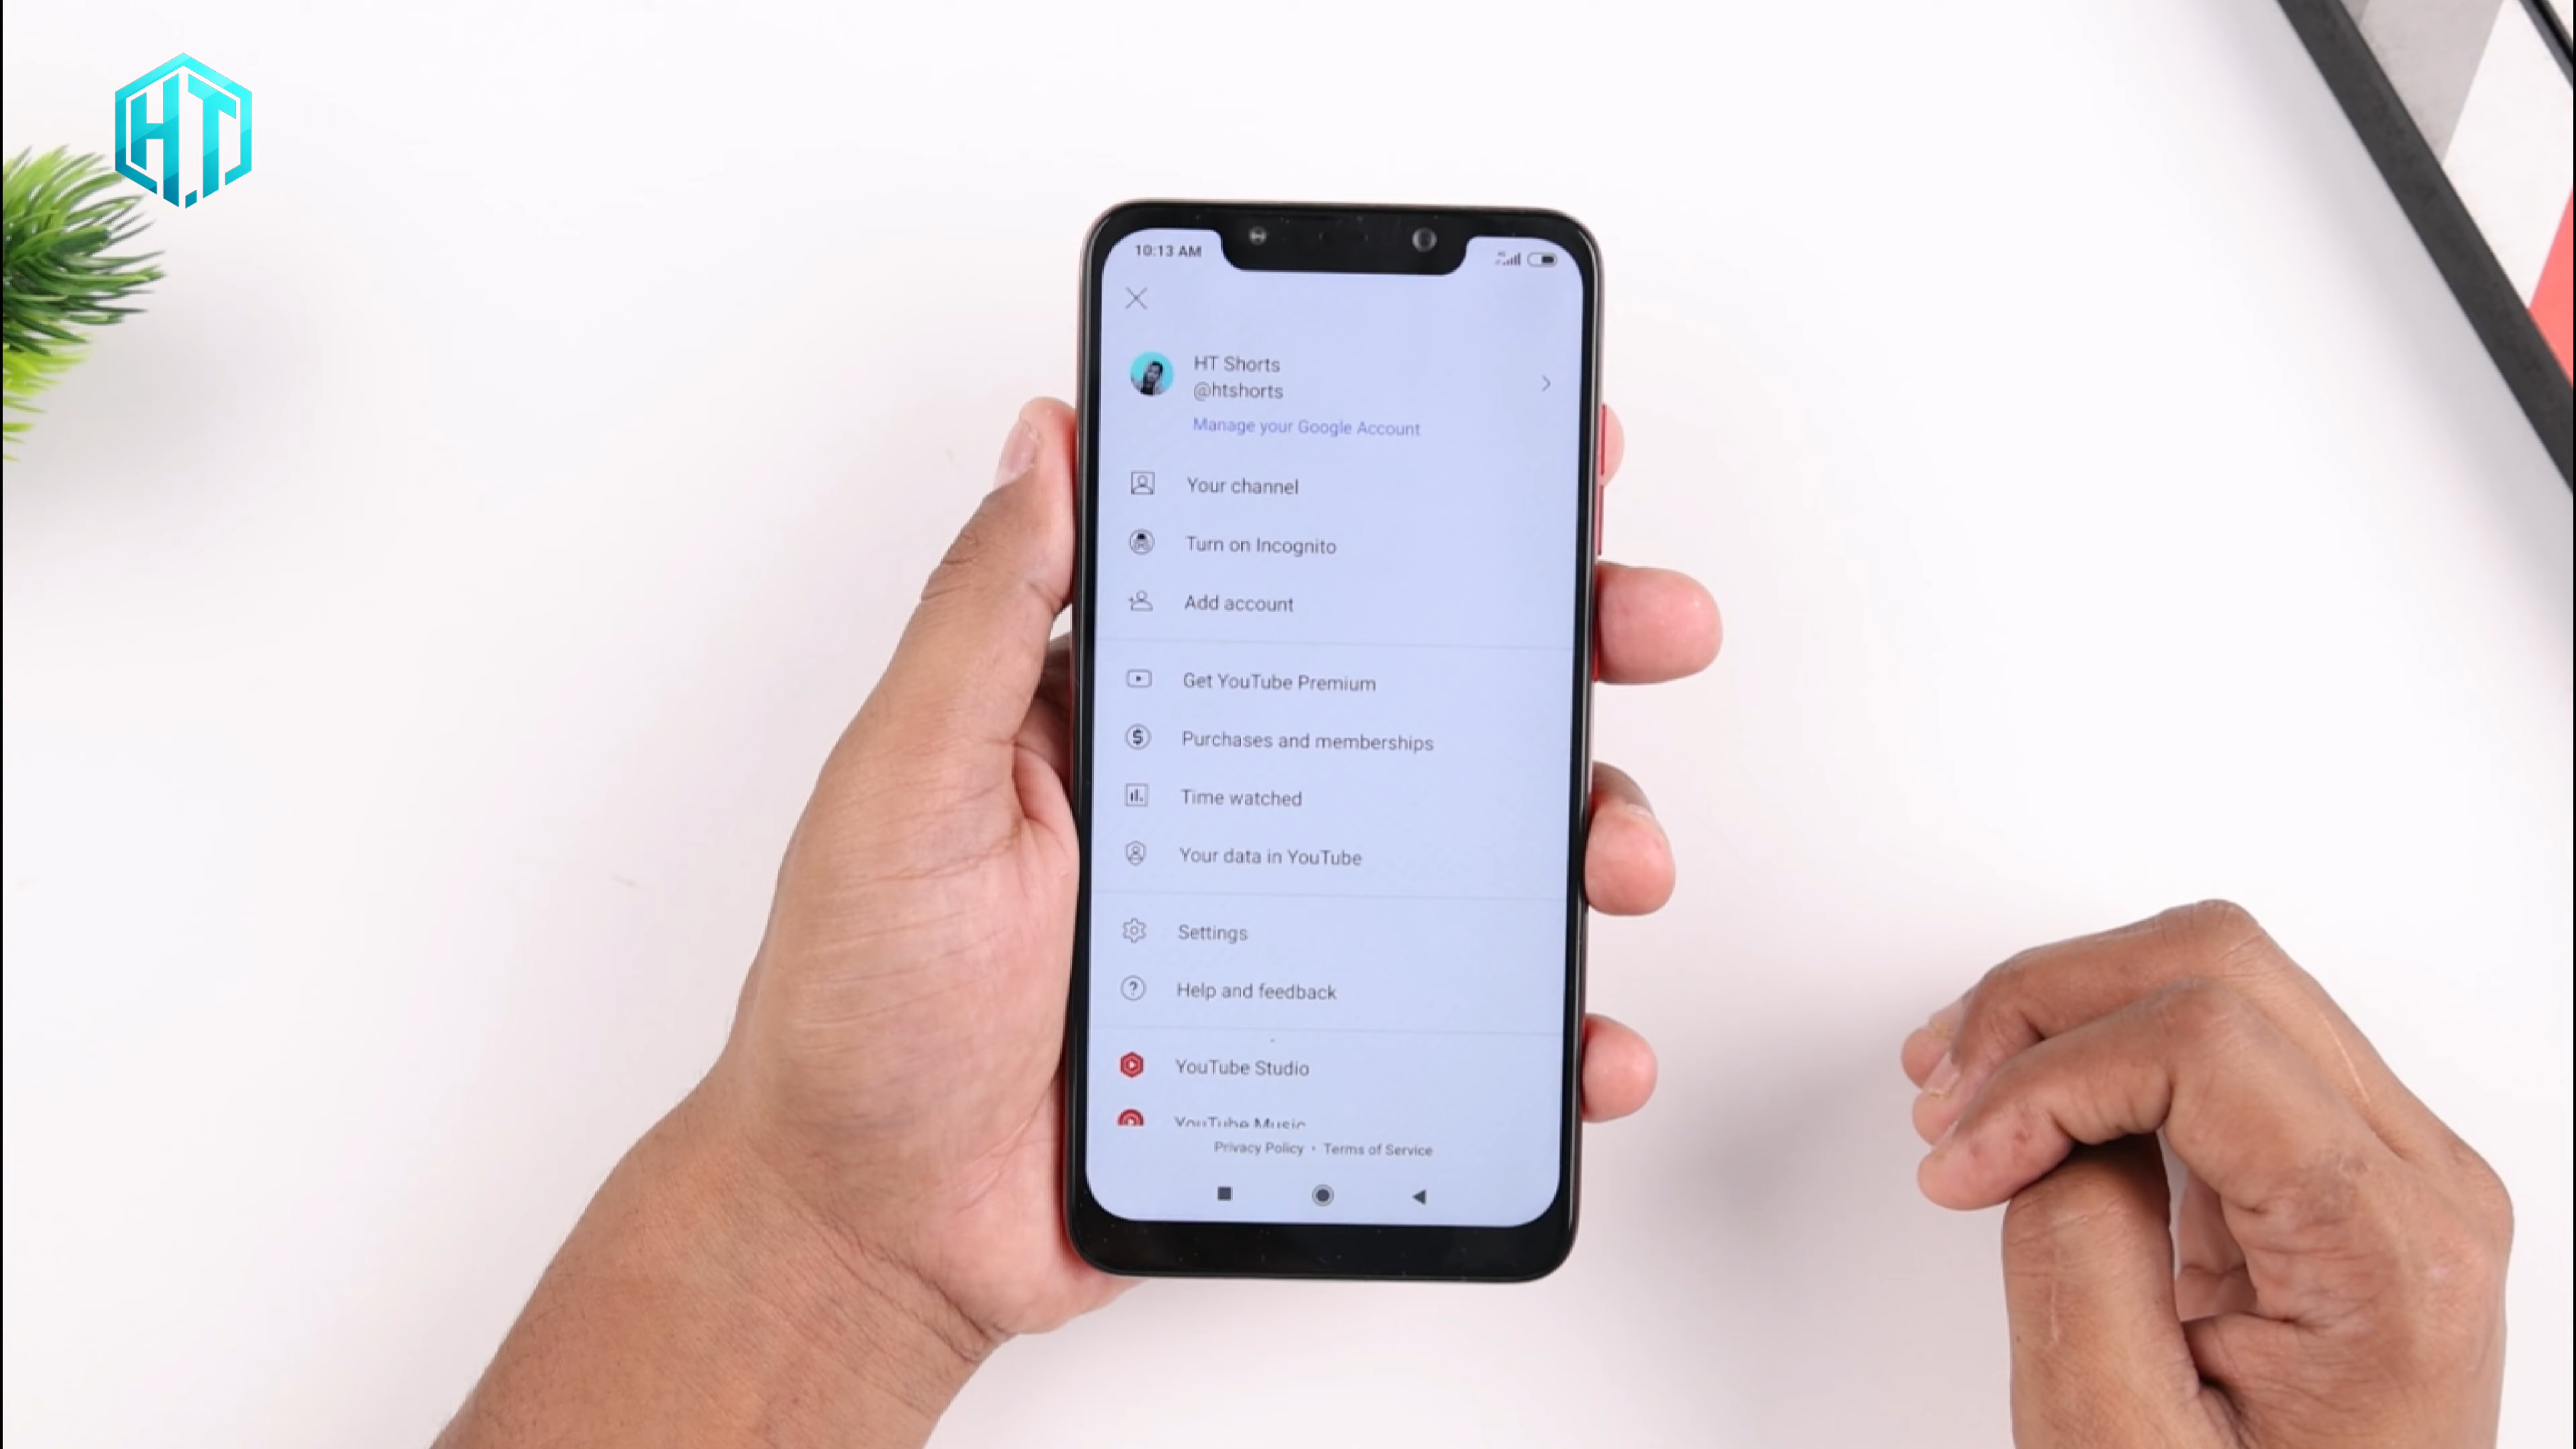 H.T
10:13 AM
HT Shorts
@htshorts
Manage your Google Account
Your channel
Turn on Incognito
Add account
Get YouTube Premium
Purchases and memberships
Time watched
Your data in YouTube
Settings
Help and feedback
YouTube Studio
YouTube Music
Privacy Policy • Terms of Service